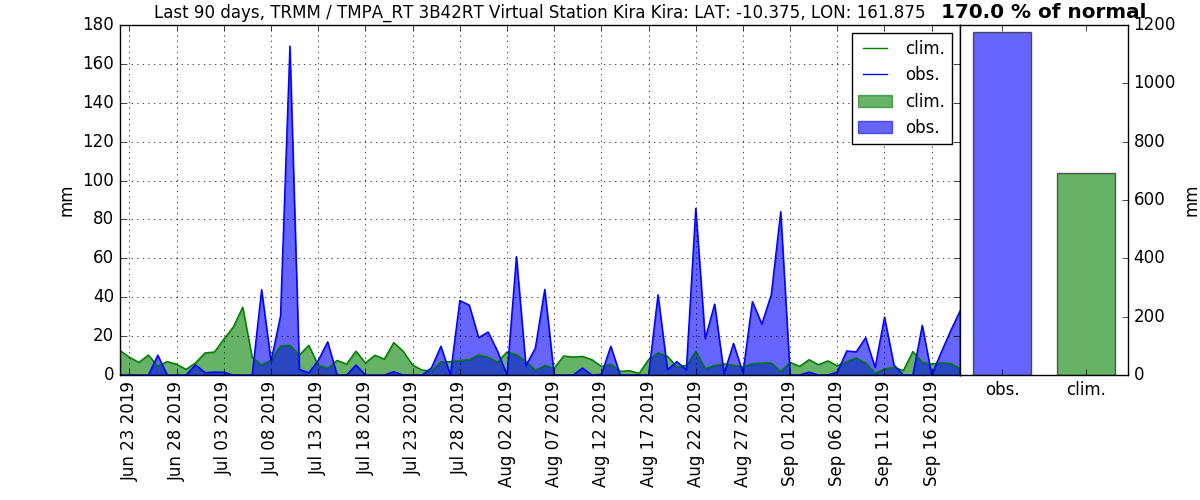 Last 90 days, TRMM / TMPA_RT 3B42RT Virtual Station Kira Kira: LAT: -10.375, LON: 161.875 170.0 % of normal
180
160
140
120
100
80
60
40
20
0
mm
clim.
obs.
clim.
obs.
1200
1000
800
600
400
200
0
mm
Jun 23 2019
Jun 28 2019
Jul 03 2019
Jul 08 2019
Jul 13 2019
Jul 18 2019
Jul 23 2019
Jul 28 2019
Aug 02 2019
Aug 07 2019
Aug 12 2019
Aug 17 2019
Aug 22 2019
Aug 27 2019
Sep 01 2019
Sep 06 2019
Sep 11 2019
Sep 16 2019
obs.
clim.